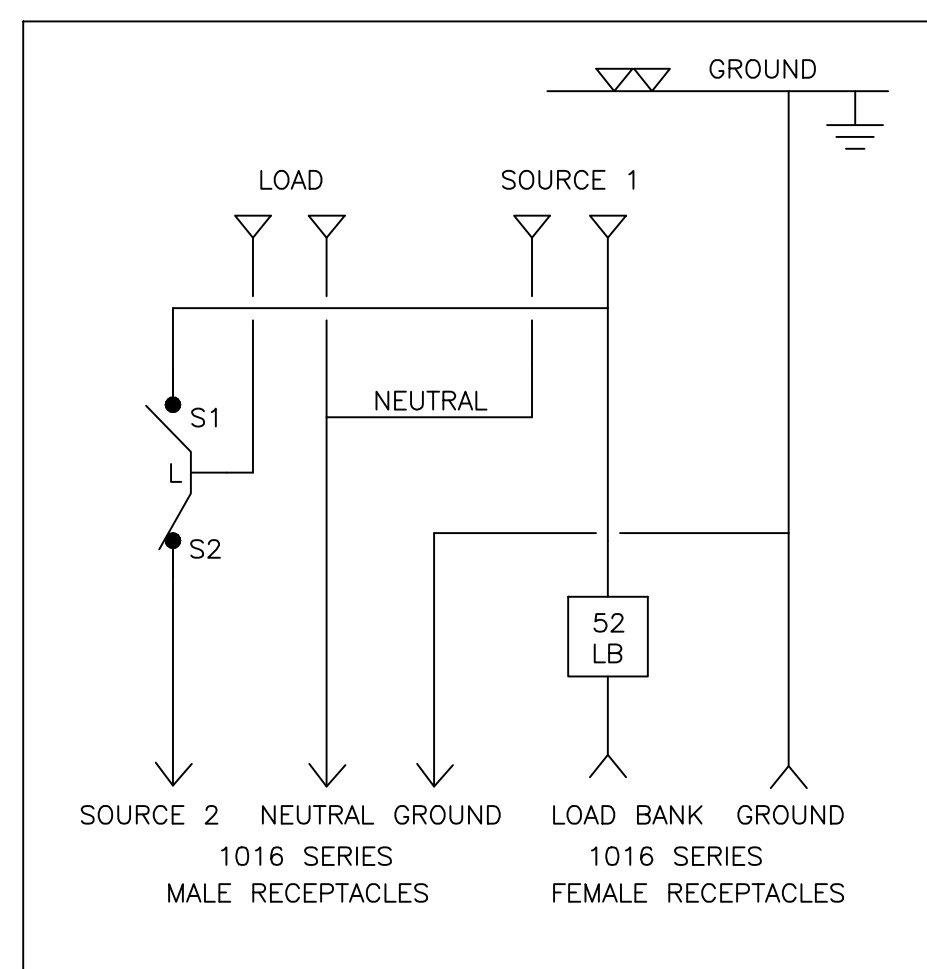 GROUND
LOAD
SOURCE 1
NEUTRAL
S1
L
S2
52
LB
SOURCE 2
NEUTRAL
GROUND
LOAD BANK
GROUND
1016 SERIES
MALE RECEPTACLES
1016 SERIES
FEMALE RECEPTACLES